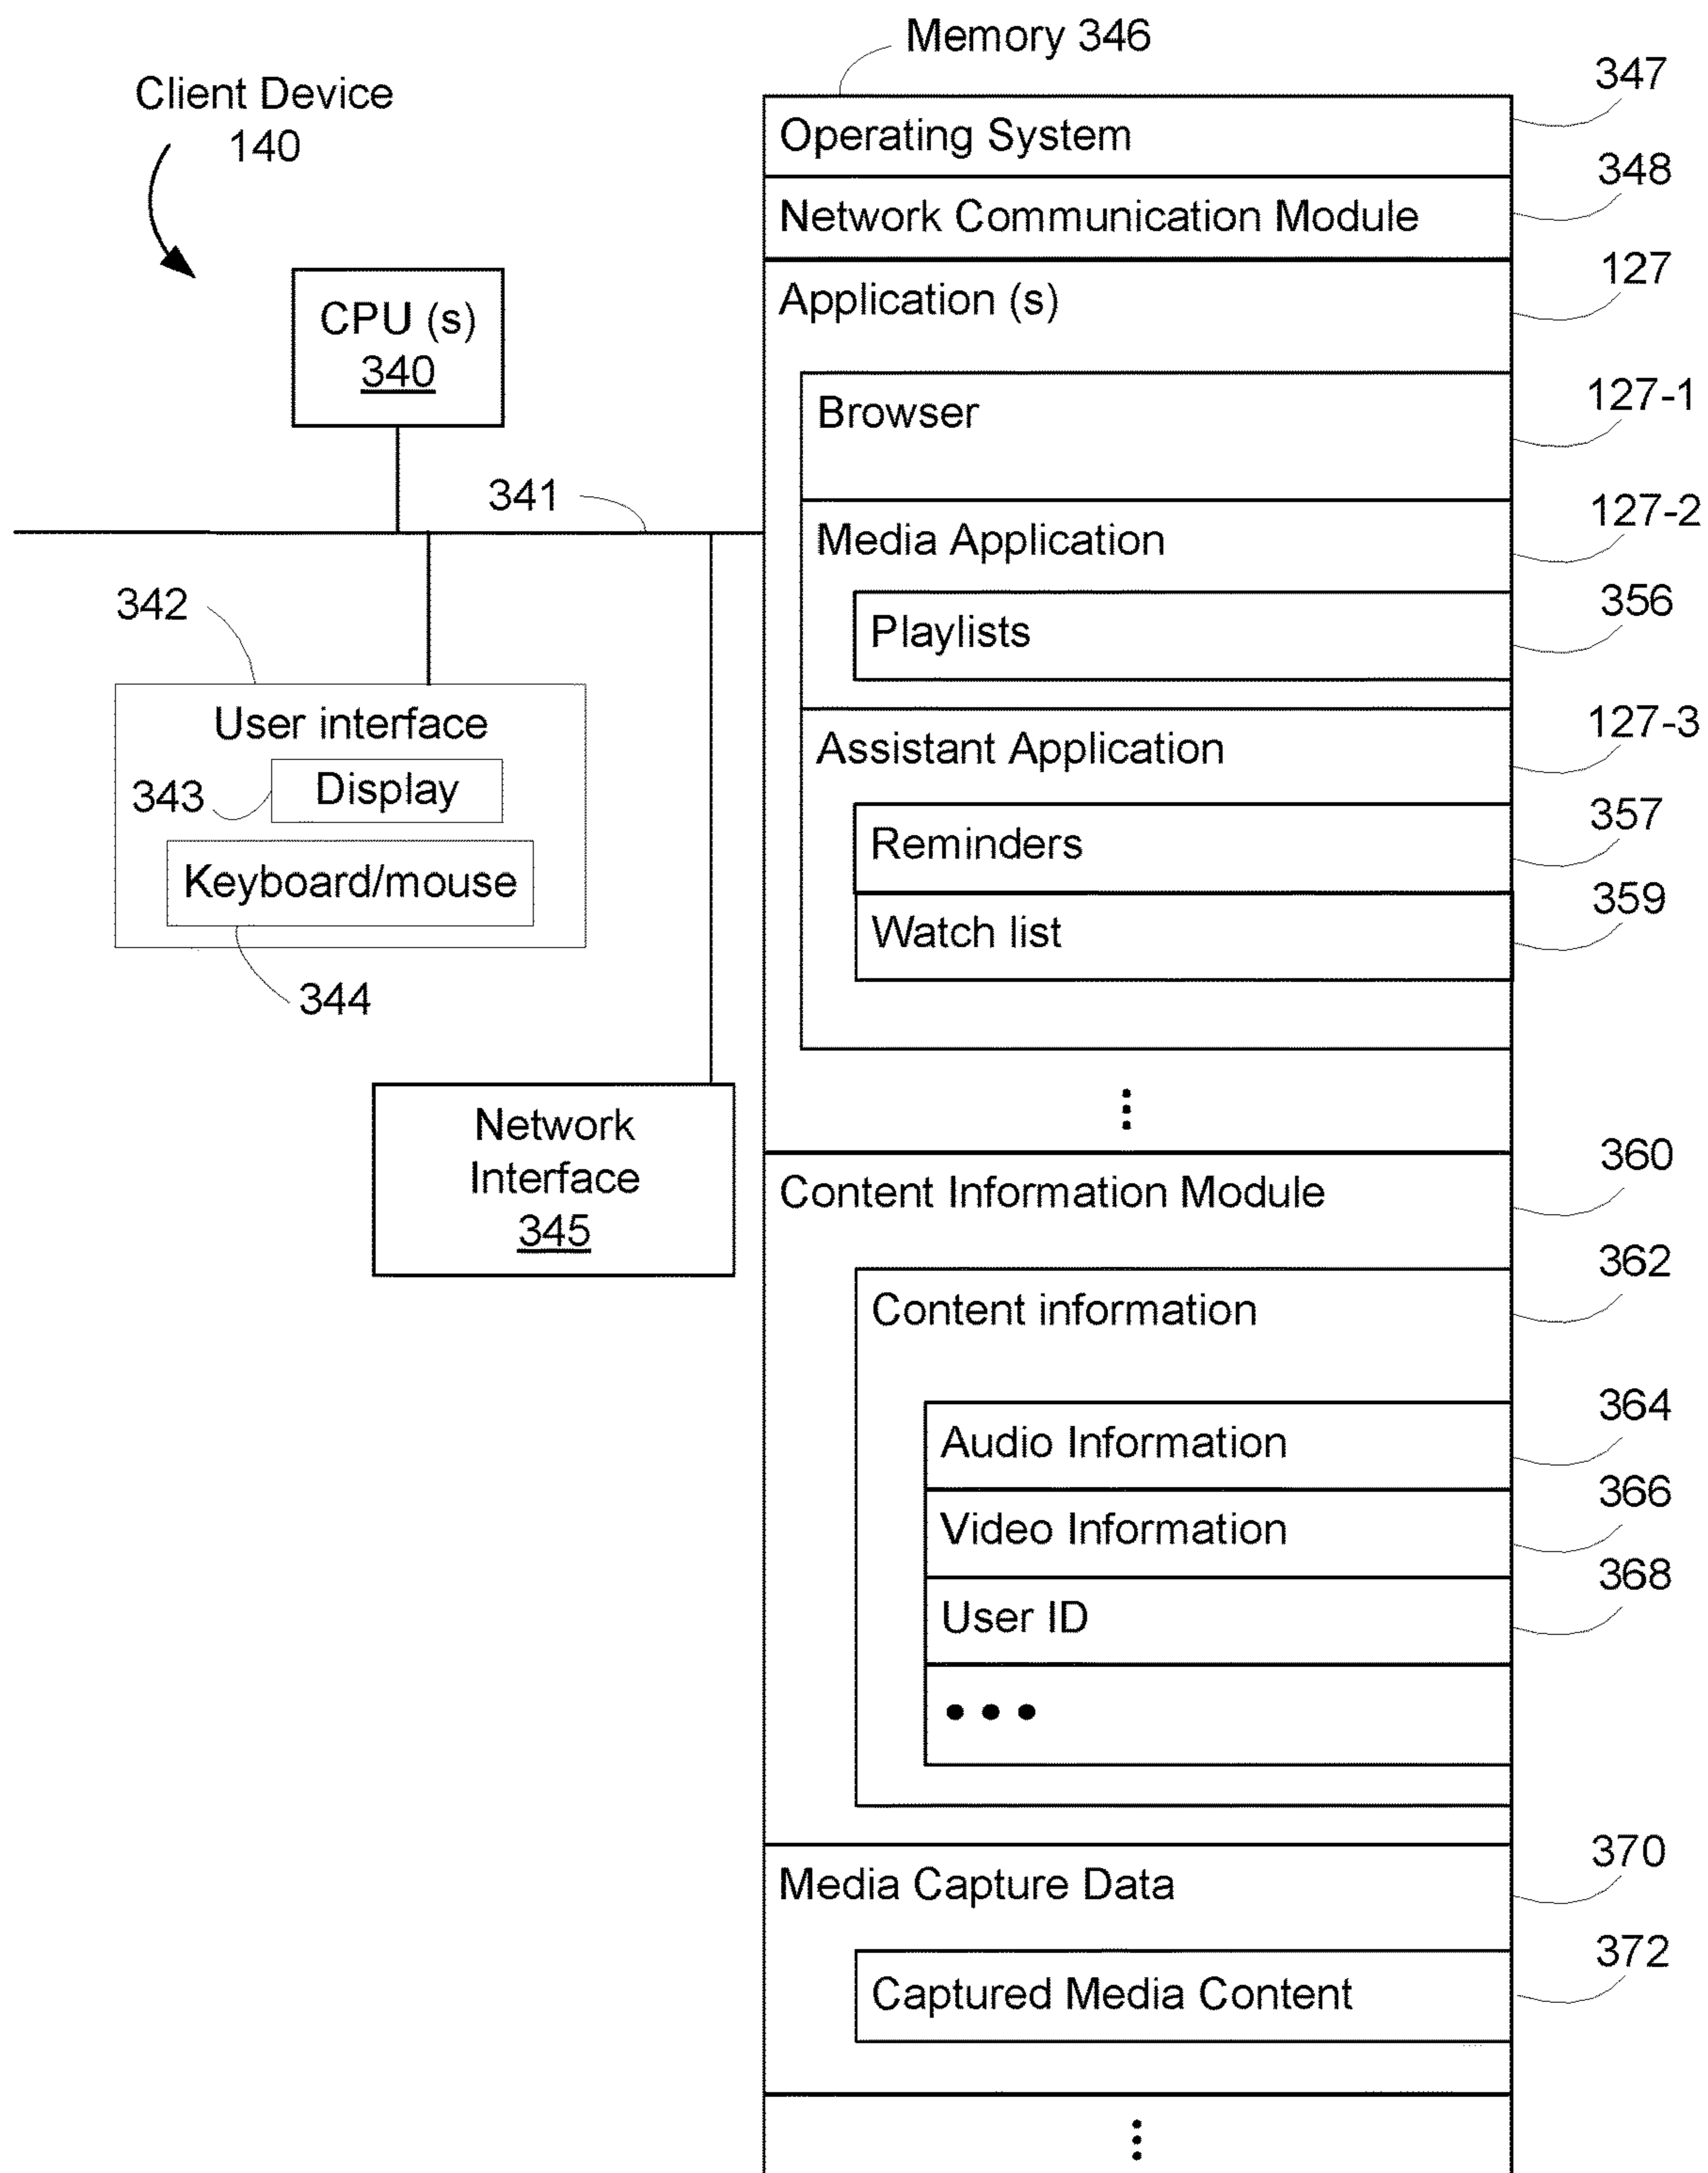 Memory 346
Client Device
140
CPU (s)
340
341
342
User interface
343
Display
Keyboard/mouse
344
Network
Interface
345
Operating System
347
Network Communication Module
348
Application (s)
127
Browser
127-1
Media Application
127-2
Playlists
356
Assistant Application
127-3
Reminders
357
Watch list
359
Content Information Module
360
Content information
362
Audio Information
364
Video Information
366
User ID
368
Media Capture Data
370
Captured Media Content
372